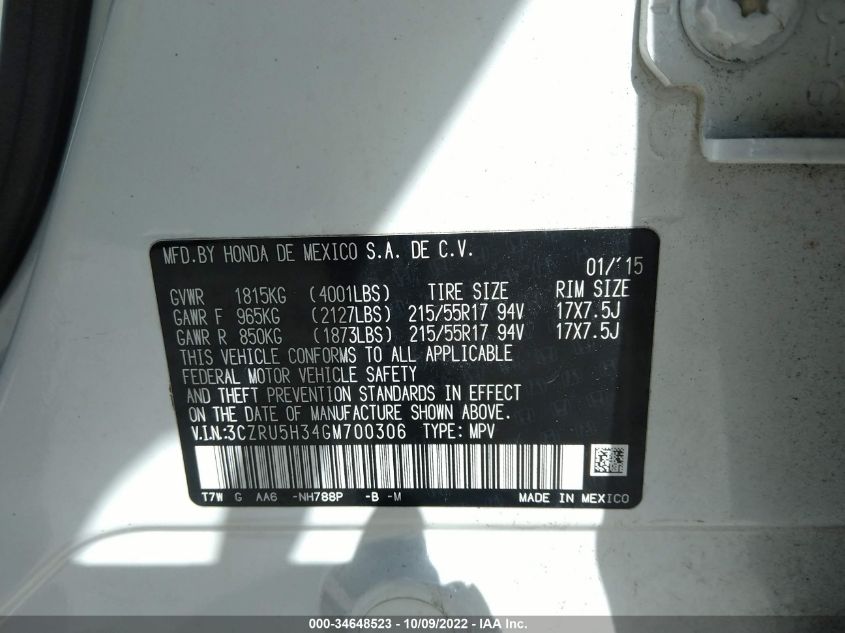 MFD.BY HONDA DE MEXICO S.A. DE C.V.
01/'15
GVWR 1815KG (4001LBS) TIRE SIZE RIM SIZE
GAWR F 965KG (2127LBS) 215/55R17 94V 17X7.5J
GAWR R 850KG (1873LBS) 215/55R17 94V 17X7.5J
THIS VEHICLE CONFORMS TO ALL APPLICABLE
FEDERAL MOTOR VEHICLE SAFETY
AND THEFT PREVENTION STANDARDS IN EFFECT
ON THE DATE OF MANUFACTURE SHOWN ABOVE.
V.I.N.:3CZRU5H34GM700306 TYPE: MPV
T7W G AA6 -NH788P -B -M MADE IN MEXICO
000-34648523 - 10/09/2022 - IAA Inc.